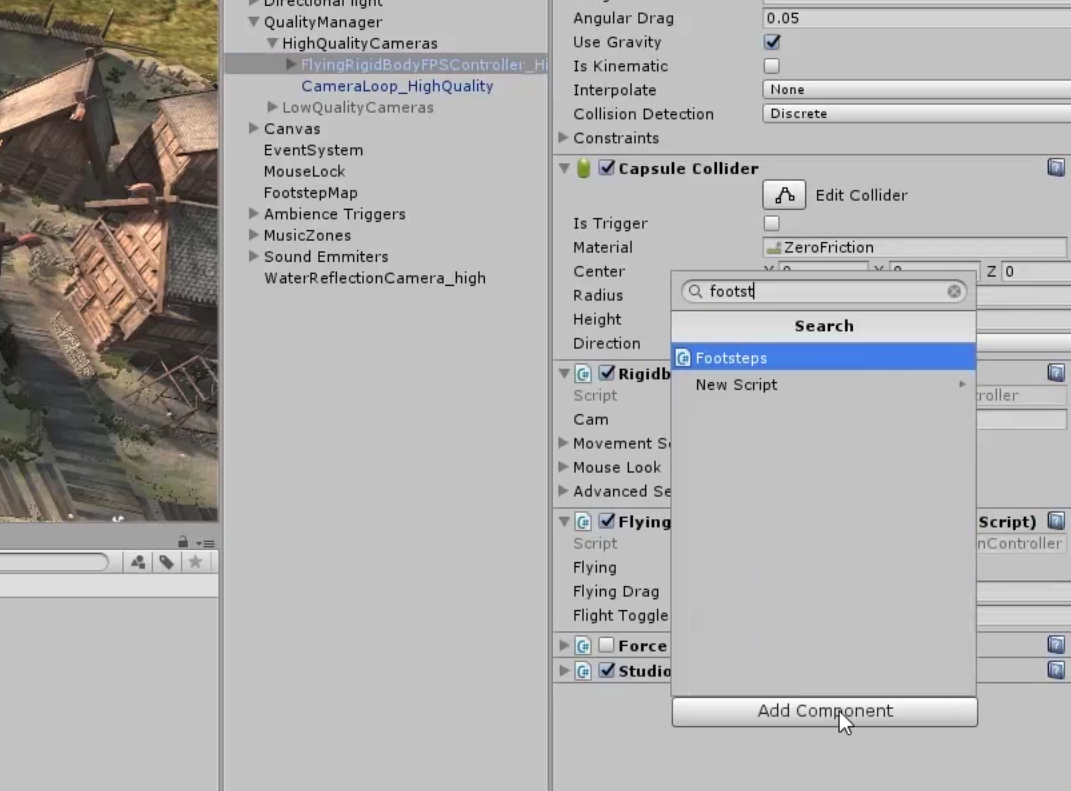 Directional light
QualityManager
HighQualityCameras
FlyingRigidBodyFPSController_Hi
CameraLoop_HighQuality
LowQualityCameras
Canvas
EventSystem
MouseLock
FootstepMap
Ambience Triggers
MusicZones
Sound Emmiters
WaterReflectionCamera_high
Angular Drag 0.05
Use Gravity
Is Kinematic
Interpolate None
Collision Detection Discrete
Constraints
Capsule Collider
Edit Collider
Is Trigger
Material ZeroFriction
Center X 0 Y 0 Z 0
Radius
Height
Direction
Rigidb
Script roller
Cam
Movement S
Mouse Look
Advanced Se
Flying Script)
Script nController
Flying
Flying Drag
Flight Toggle
Force
Studio
footst
Search
Footsteps
New Script
Add Component